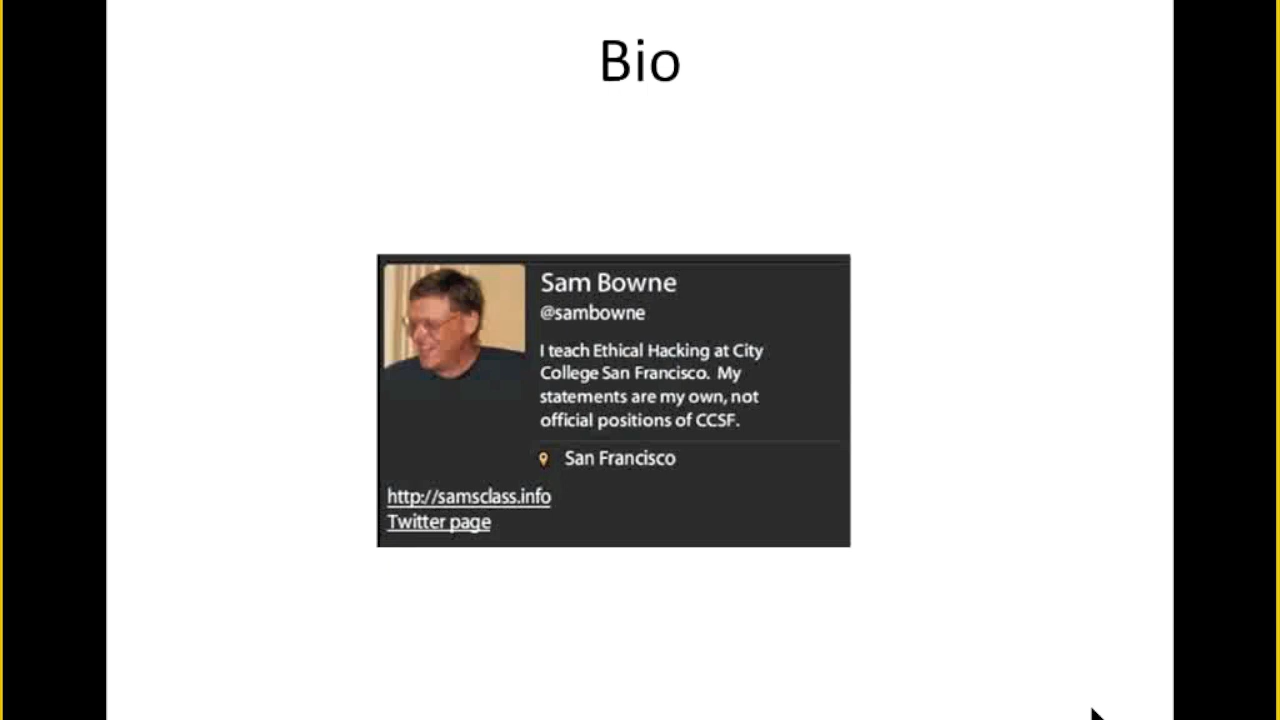 Bio
Sam Bowne
@sambowne
I teach Ethical Hacking at City
College San Francisco. My
statements are my own, not
official positions of CCSF.
San Francisco
http://samsclass.info
Twitter page